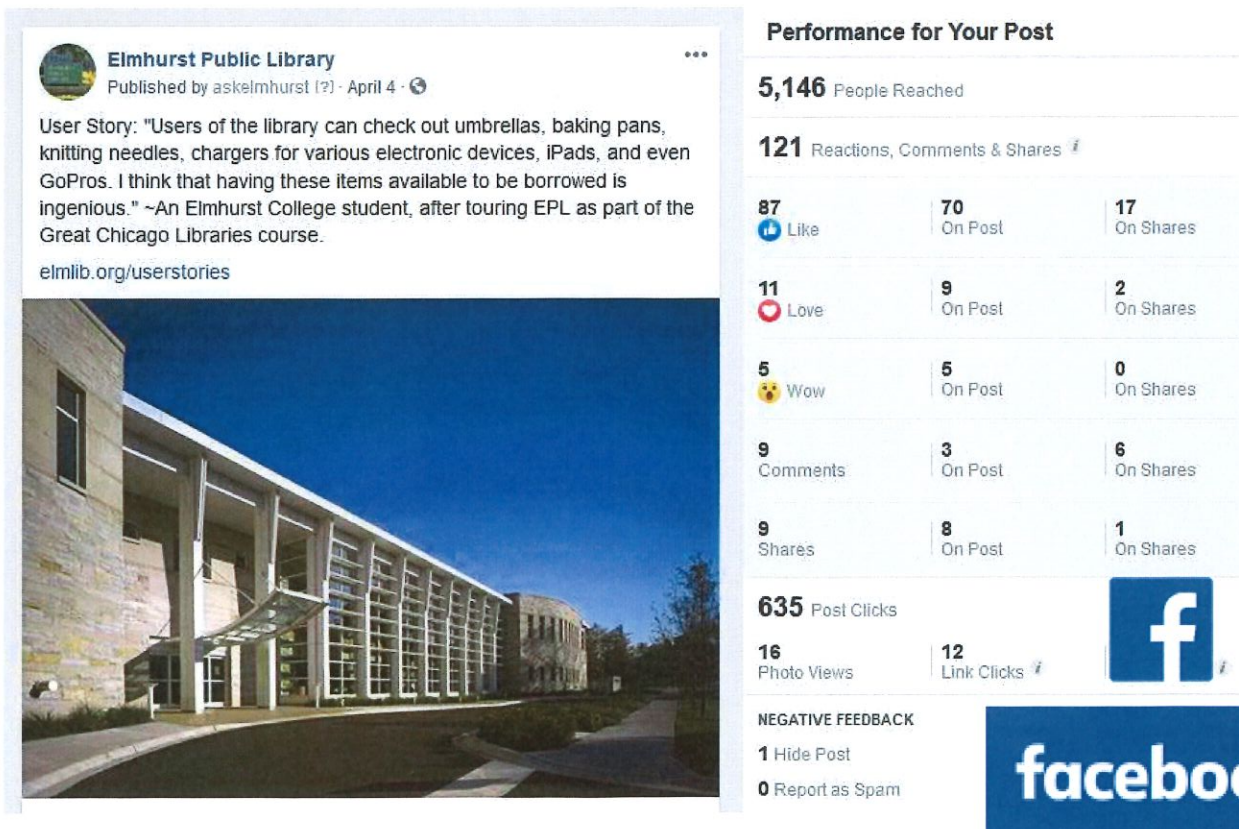 Elmhurst Public Library
Published by askelmhurst [?] · April 4 ·
User Story: "Users of the library can check out umbrellas, baking pans,
knitting needles, chargers for various electronic devices, iPads, and even
GoPros. I think that having these items available to be borrowed is
ingenious." ~An Elmhurst College student, after touring EPL as part of the
Great Chicago Libraries course.
elmlib.org/userstories
Performance for Your Post
5,146 People Reached
121 Reactions, Comments & Shares i
87 70 17
Like On Post On Shares
11 9 2
Love On Post On Shares
5 5 0
Wow On Post On Shares
9 3 6
Comments On Post On Shares
9 8 1
Shares On Post On Shares
635 Post Clicks
16 12
Photo Views Link Clicks i i
f
NEGATIVE FEEDBACK
1 Hide Post
0 Report as Spam
faceboo